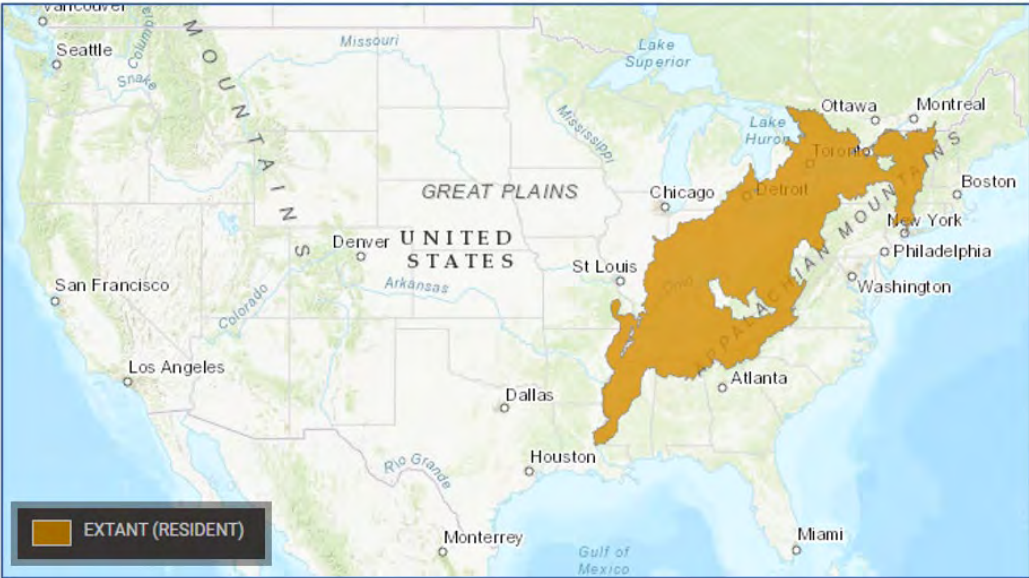 Vancouver
Seattle
Columbia
Snake
MOUNTAINS
Missouri
Lake
Superior
Mississippi
Ottawa
Montreal
Lake
Huron
Toronto
GREAT PLAINS
Chicago
Detroit
Boston
New York
Philadelphia
Denver
UNITED
STATES
St Louis
Ohio
APPALACHIAN MOUNTAINS
Washington
San Francisco
Colorado
Arkansas
Los Angeles
Dallas
Atlanta
Houston
Rio Grande
EXTANT (RESIDENT)
Monterrey
Gulf of
Mexico
Miami